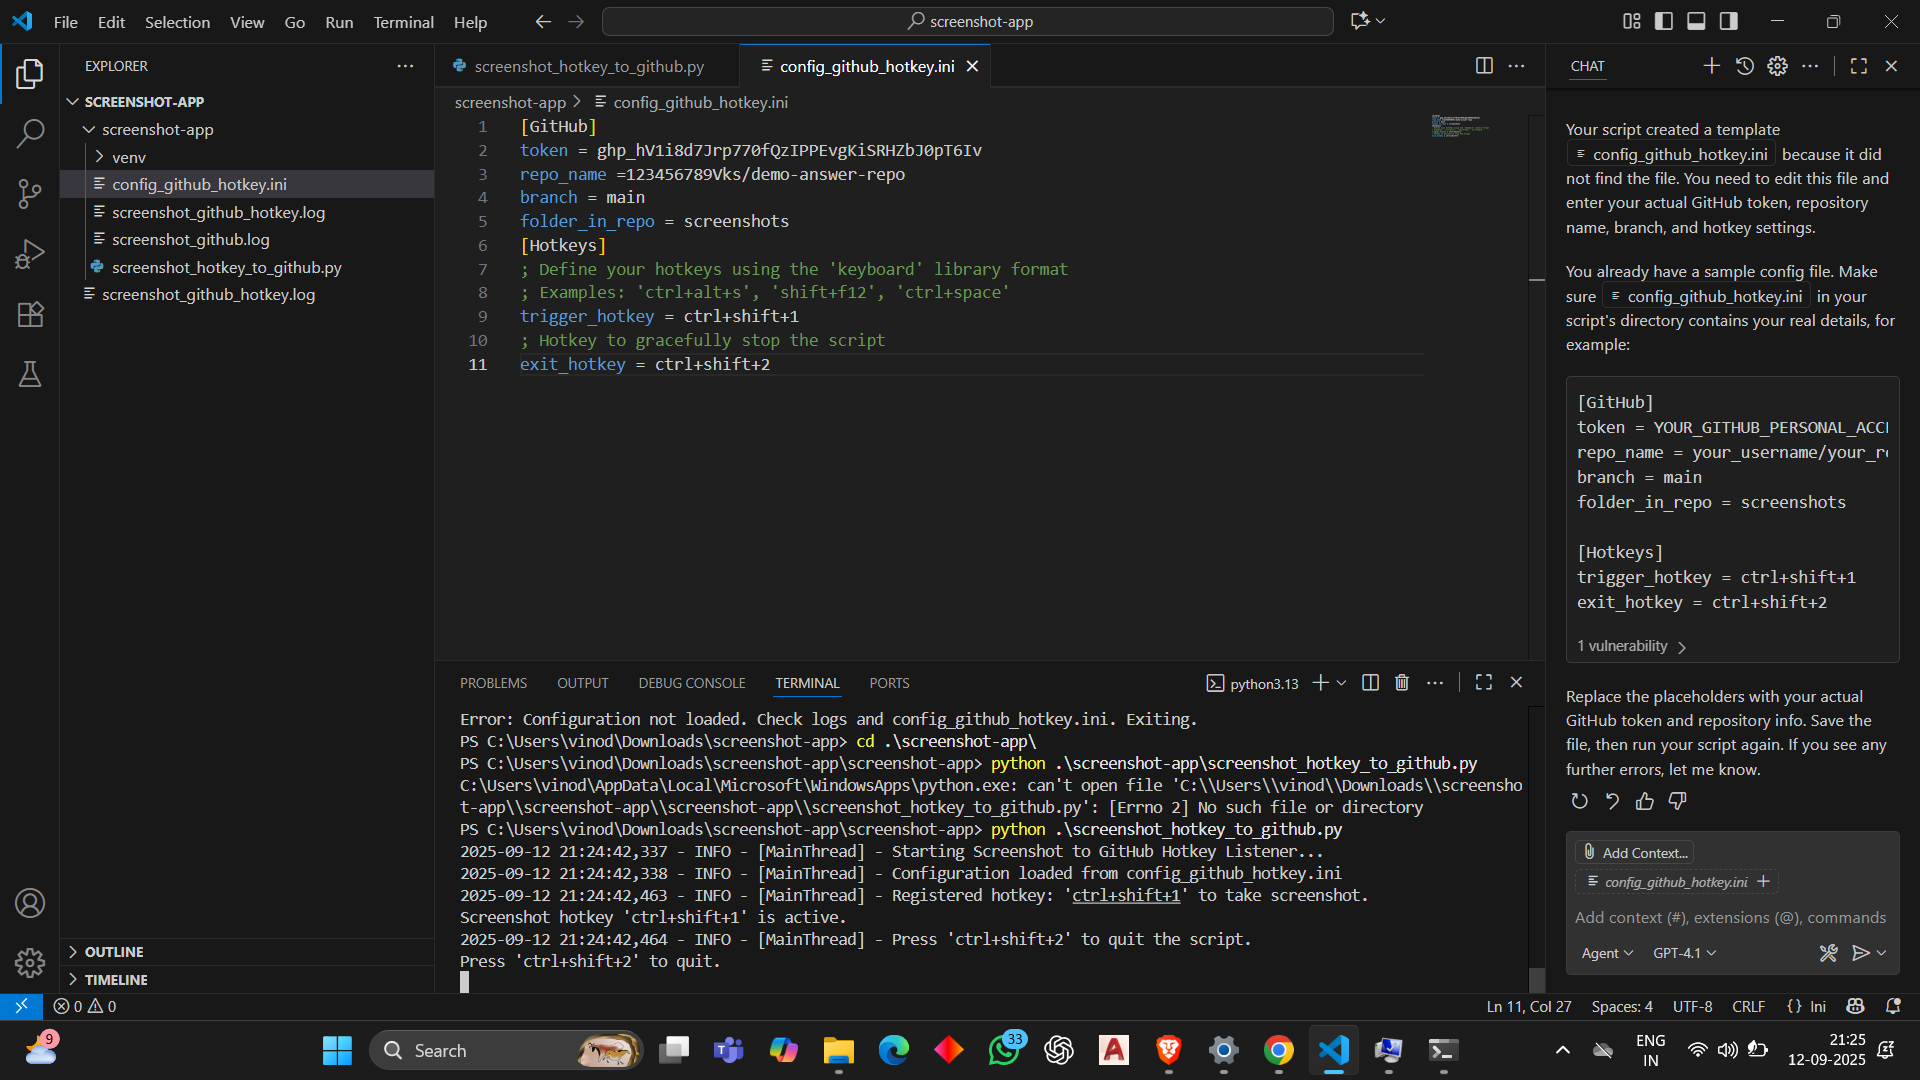 File Edit Selection View Go Run Terminal Help
screenshot-app
EXPLORER
SCREENSHOT-APP
screenshot-app
venv
config_github_hotkey.ini
screenshot_github_hotkey.log
screenshot_github.log
screenshot_hotkey_to_github.py
screenshot_github_hotkey.log
OUTLINE
TIMELINE
screenshot_hotkey_to_github.py
config_github_hotkey.ini
screenshot-app > config_github_hotkey.ini
1 [GitHub]
2 token = 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
3 repo_name =123456789Vks/demo-answer-repo
4 branch = main
5 folder_in_repo = screenshots
6 [Hotkeys]
7 ; Define your hotkeys using the 'keyboard' library format
8 ; Examples: 'ctrl+alt+s', 'shift+f12', 'ctrl+space'
9 trigger_hotkey = ctrl+shift+1
10 ; Hotkey to gracefully stop the script
11 exit_hotkey = ctrl+shift+2
PROBLEMS OUTPUT DEBUG CONSOLE TERMINAL PORTS
python3.13
Error: Configuration not loaded. Check logs and config_github_hotkey.ini. Exiting.
PS C:\Users\vinod\Downloads\screenshot-app> cd .\screenshot-app\
PS C:\Users\vinod\Downloads\screenshot-app\screenshot-app> python .\screenshot-app\screenshot_hotkey_to_github.py
C:\Users\vinod\AppData\Local\Microsoft\WindowsApps\python.exe: can't open file 'C:\\Users\\vinod\\Downloads\\screensho
t-app\\screenshot-app\\screenshot-app\\screenshot_hotkey_to_github.py': [Errno 2] No such file or directory
PS C:\Users\vinod\Downloads\screenshot-app\screenshot-app> python .\screenshot_hotkey_to_github.py
2025-09-12 21:24:42,337 - INFO - [MainThread] - Starting Screenshot to GitHub Hotkey Listener...
2025-09-12 21:24:42,338 - INFO - [MainThread] - Configuration loaded from config_github_hotkey.ini
2025-09-12 21:24:42,463 - INFO - [MainThread] - Registered hotkey: 'ctrl+shift+1' to take screenshot.
Screenshot hotkey 'ctrl+shift+1' is active.
2025-09-12 21:24:42,464 - INFO - [MainThread] - Press 'ctrl+shift+2' to quit the script.
Press 'ctrl+shift+2' to quit.
CHAT
Your script created a template
config_github_hotkey.ini because it did
not find the file. You need to edit this file and
enter your actual GitHub token, repository
name, branch, and hotkey settings.
You already have a sample config file. Make
sure config_github_hotkey.ini in your
script's directory contains your real details, for
example:
[GitHub]
token = YOUR_GITHUB_PERSONAL_ACCE
repo_name = your_username/your_re
branch = main
folder_in_repo = screenshots
[Hotkeys]
trigger_hotkey = ctrl+shift+1
exit_hotkey = ctrl+shift+2
1 vulnerability
Replace the placeholders with your actual
GitHub token and repository info. Save the
file, then run your script again. If you see any
further errors, let me know.
Add Context...
config_github_hotkey.ini
Add context (#), extensions (@), commands
Agent GPT-4.1
0 0
Ln 11, Col 27 Spaces: 4 UTF-8 CRLF {} Ini
9
Search
33
ENG
IN
21:25
12-09-2025